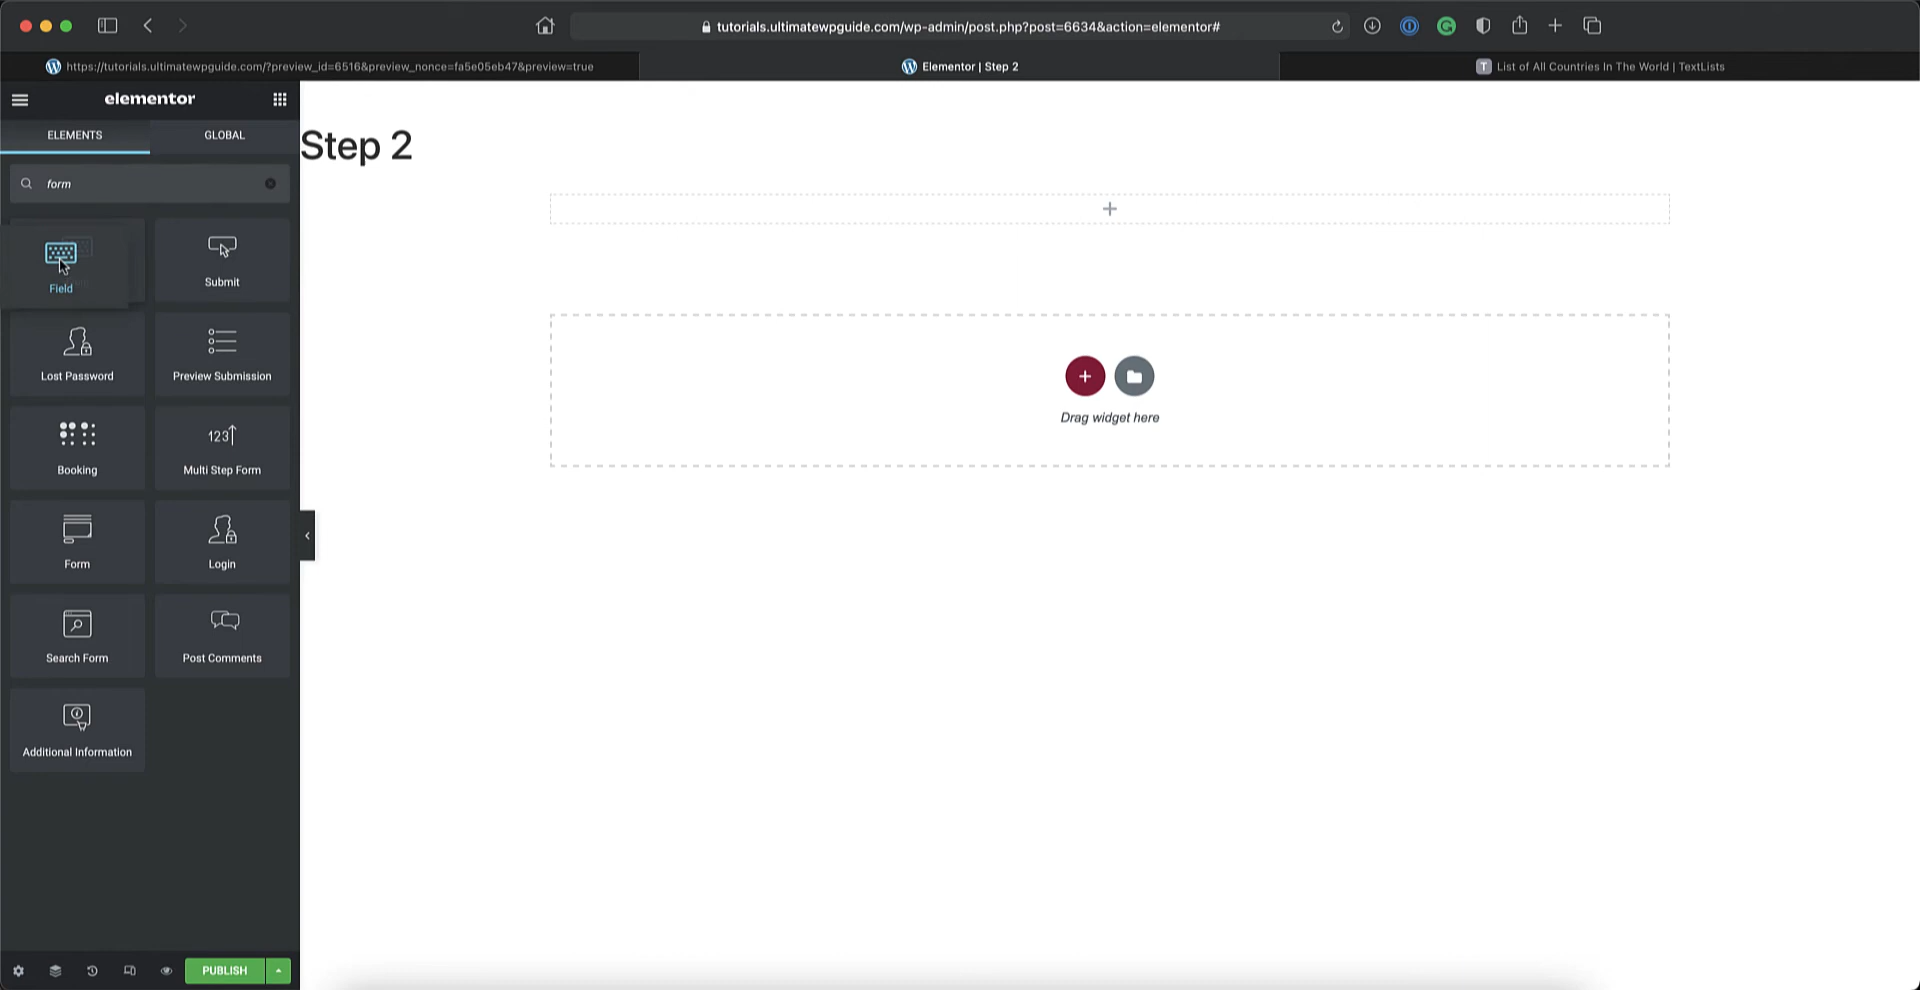 tutorials.ultimatewpguide.com/wp-admin/post.php?post=6634&action=elementor#
https://tutorials.ultimatewpguide.com/?preview_id=6516&preview_nonce=fa5e05eb47&preview=true
Elementor | Step 2
T List of All Countries In The World | TextLists
elementor
ELEMENTS
GLOBAL
form
Field
Submit
Lost Password
Preview Submission
Booking
123
Multi Step Form
Form
Login
Search Form
Post Comments
Additional Information
PUBLISH
Step 2
Drag widget here